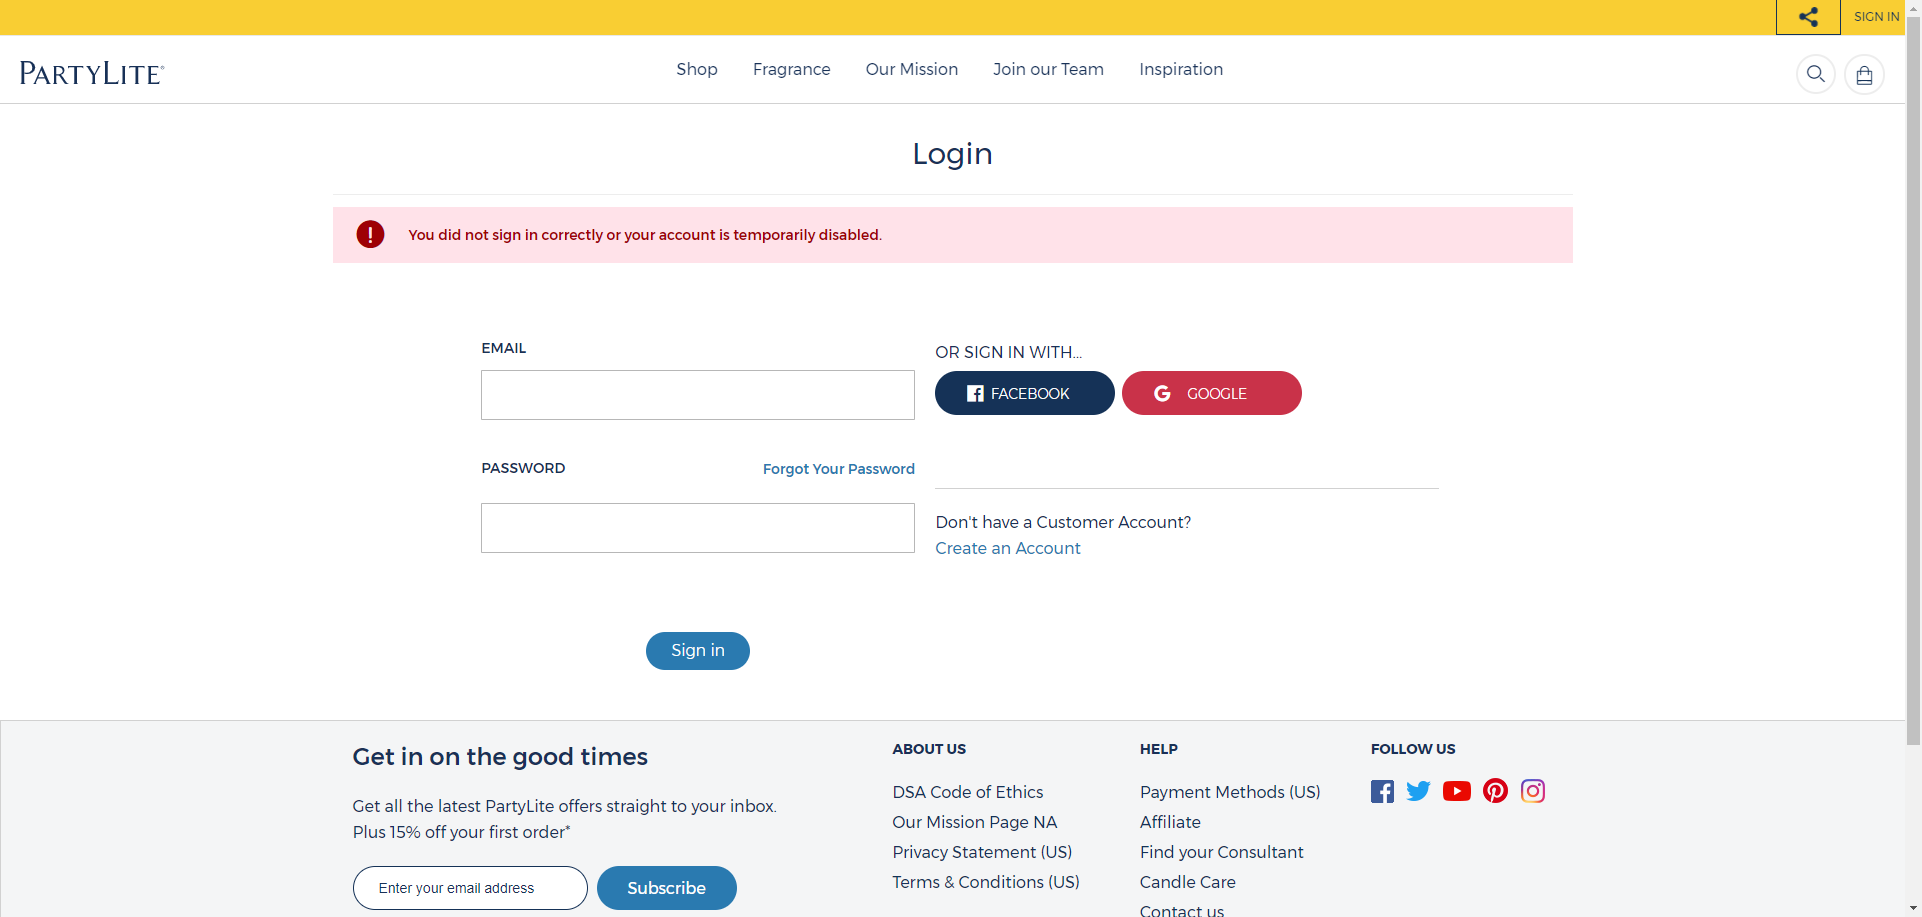 SIGN IN
PARTYLITE®
Shop Fragrance Our Mission Join our Team Inspiration
Login
You did not sign in correctly or your account is temporarily disabled.
EMAIL
OR SIGN IN WITH...
FACEBOOK
GOOGLE
PASSWORD
Forgot Your Password
Don't have a Customer Account?
Create an Account
Sign in
Get in on the good times
Get all the latest PartyLite offers straight to your inbox.
Plus 15% off your first order*
Enter your email address
Subscribe
ABOUT US
DSA Code of Ethics
Our Mission Page NA
Privacy Statement (US)
Terms & Conditions (US)
HELP
Payment Methods (US)
Affiliate
Find your Consultant
Candle Care
Contact us
FOLLOW US